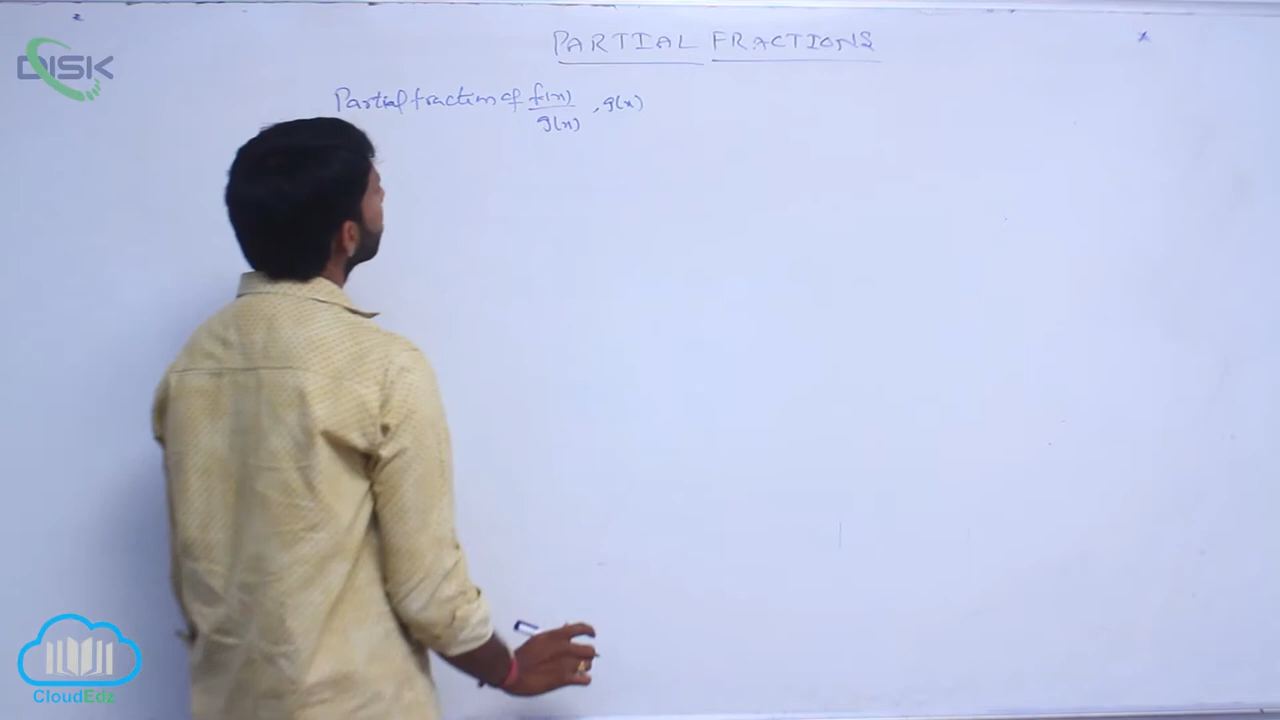 DISK
PARTIAL FRACTIONS
Partial fraction of f(x)/g(x), g(x)
CloudEdz